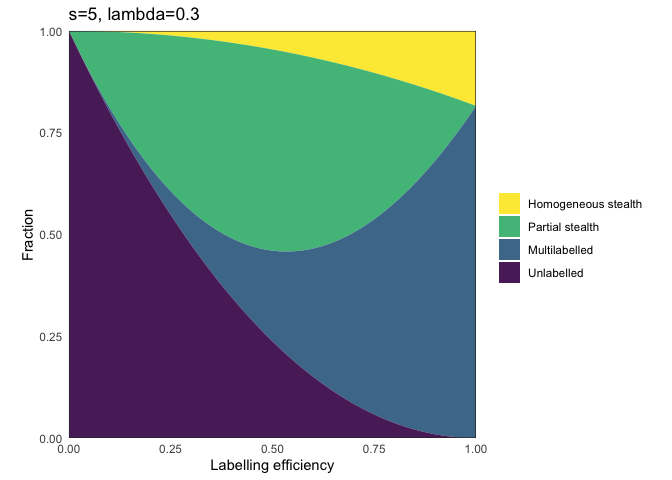 s=5, lambda=0.3
1.00
0.75
0.50
0.25
0.00
Fraction
0.00 0.25 0.50 0.75 1.00
Labelling efficiency
Homogeneous stealth
Partial stealth
Multilabelled
Unlabelled